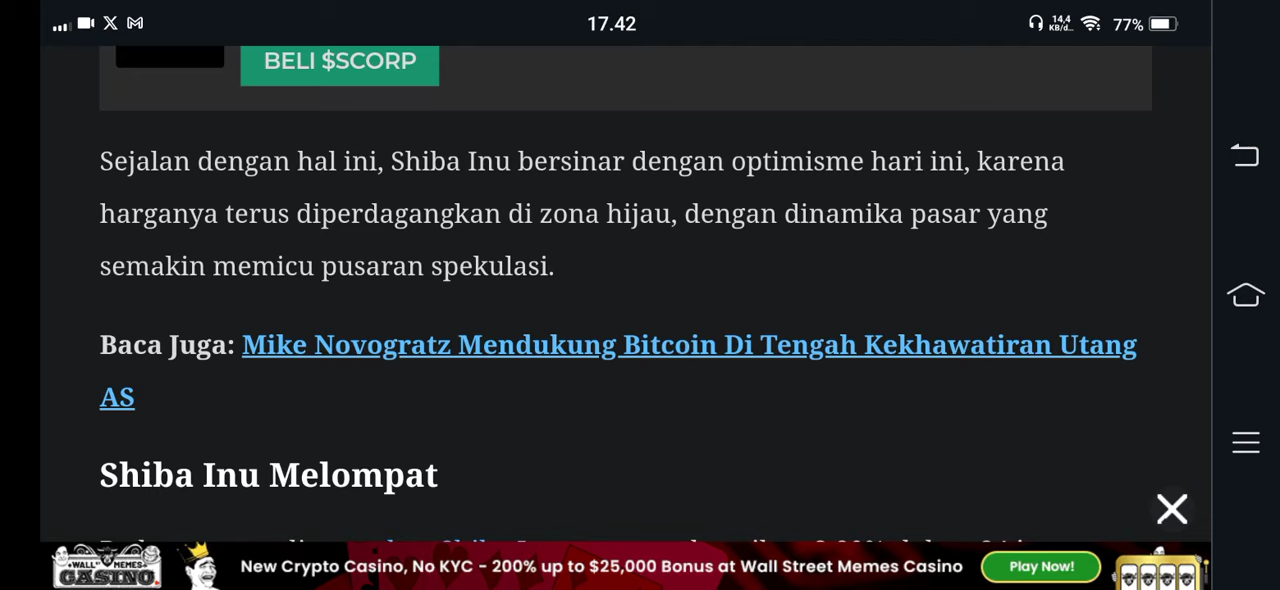 17.42
14,4
KB/d...
77%
BELI $SCORP
Sejalan dengan hal ini, Shiba Inu bersinar dengan optimisme hari ini, karena
harganya terus diperdagangkan di zona hijau, dengan dinamika pasar yang
semakin memicu pusaran spekulasi.
Baca Juga: Mike Novogratz Mendukung Bitcoin Di Tengah Kekhawatiran Utang
AS
Shiba Inu Melompat
WALL ST MEMES
CASINO
New Crypto Casino, No KYC - 200% up to $25,000 Bonus at Wall Street Memes Casino
Play Now!